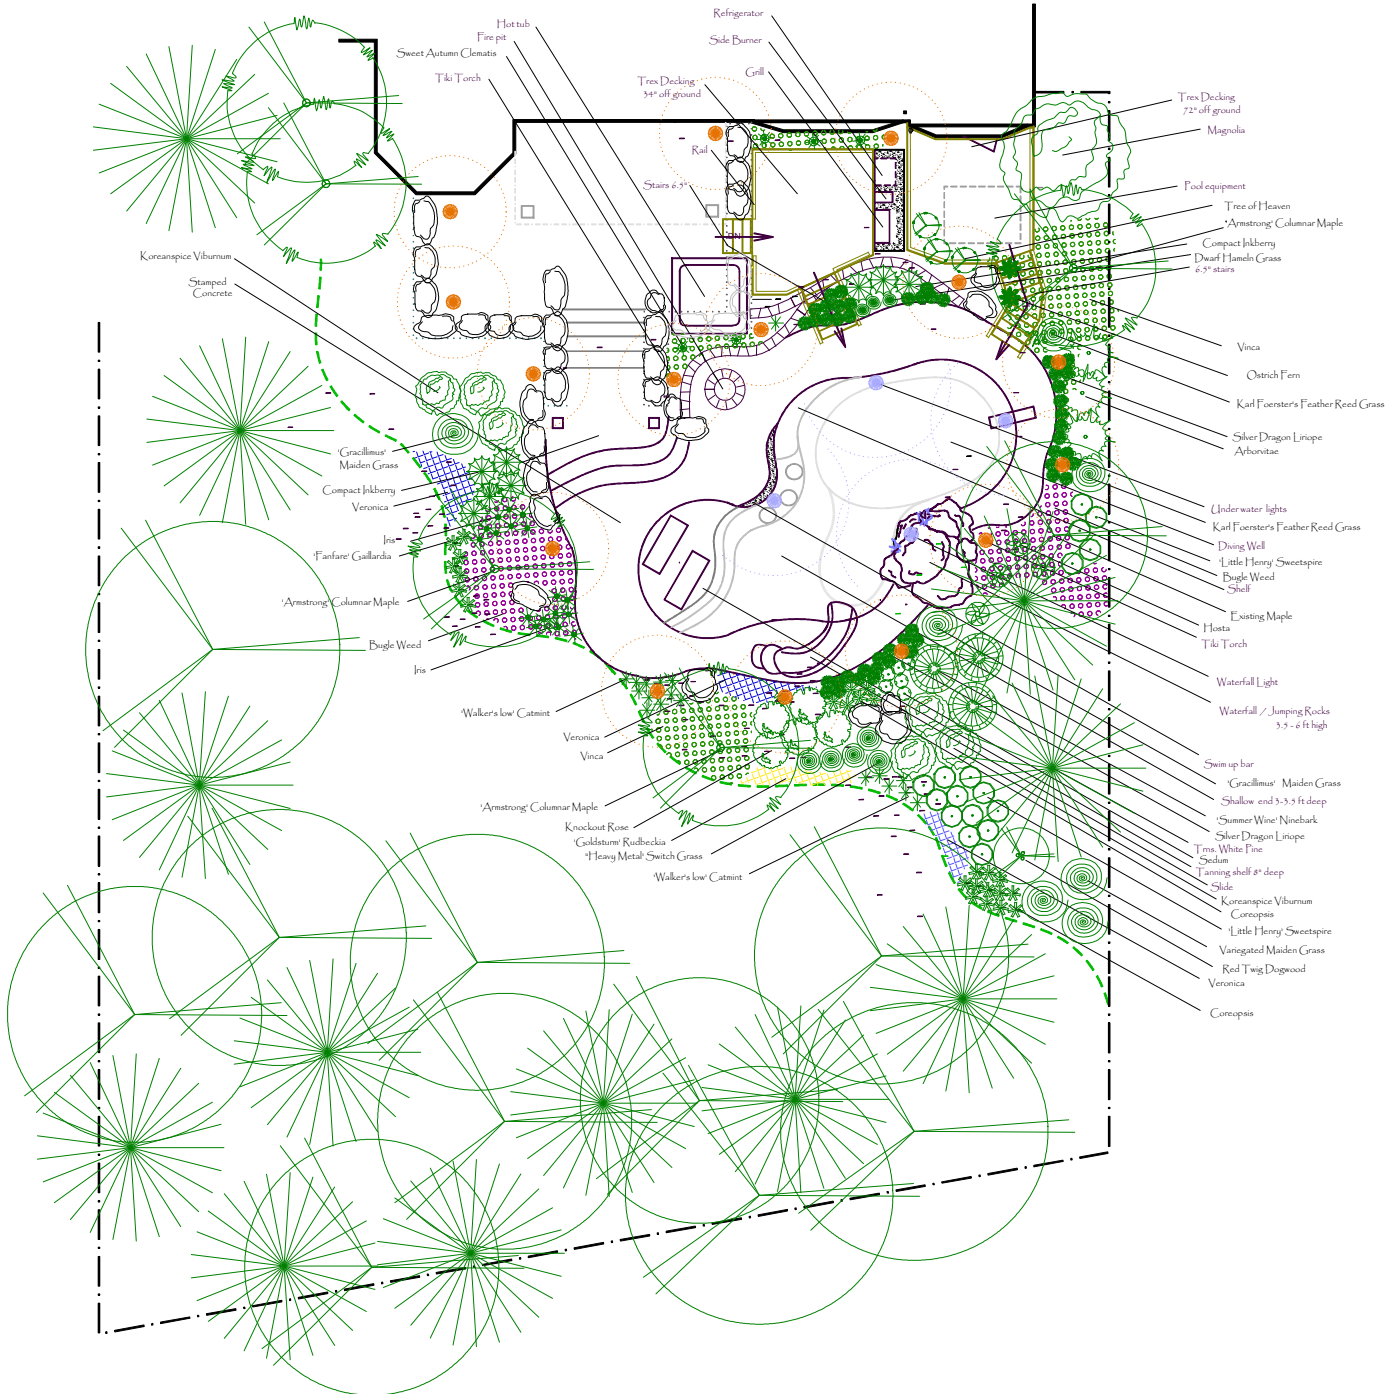 Hot tub
Fire pit
Sweet Autumn Clematis
Tiki Torch
Refrigerator
Side Burner
Grill
Trex Decking
34" off ground
Rail
Stairs 6.5"
Trex Decking
72" off ground
Magnolia
Pool equipment
Tree of Heaven
'Armstrong' Columnar Maple
Compact Inkberry
Dwarf Hameln Grass
6.5" stairs
Koreanspice Viburnum
Stamped
Concrete
DN
Vinca
Ostrich Fern
Karl Foerster's Feather Reed Grass
Silver Dragon Liriope
Arborvitae
'Gracillimus'
Maiden Grass
Compact Inkberry
Veronica
Iris
'Fanfare' Gaillardia
'Armstrong' Columnar Maple
Bugle Weed
Iris
Underwater lights
Karl Foerster's Feather Reed Grass
Diving Well
'Little Henry' Sweetspire
Bugle Weed
Shelf
Existing Maple
Hosta
Tiki Torch
Waterfall Light
Waterfall / Jumping Rocks
3.5 - 6 ft high
'Walker's low' Catmint
Veronica
Vinca
'Armstrong' Columnar Maple
Knockout Rose
'Goldsturm' Rudbeckia
"Heavy Metal' Switch Grass
'Walker's low' Catmint
Swim up bar
'Gracillimus' Maiden Grass
Shallow end 3-3.5 ft deep
'Summer Wine' Ninebark
Silver Dragon Liriope
Trns. White Pine
Sedum
Tanning shelf 8" deep
Slide
Koreanspice Viburnum
Coreopsis
'Little Henry' Sweetspire
Variegated Maiden Grass
Red Twig Dogwood
Veronica
Coreopsis